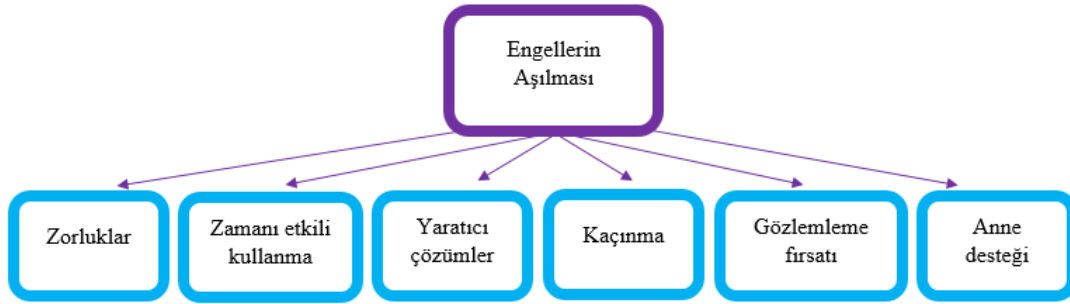 Engellerin
Aşılması
Zorluklar
Zamanı etkili
kullanma
Yaratıcı
çözümler
Kaçınma
Gözlemleme
fırsatı
Anne
desteği